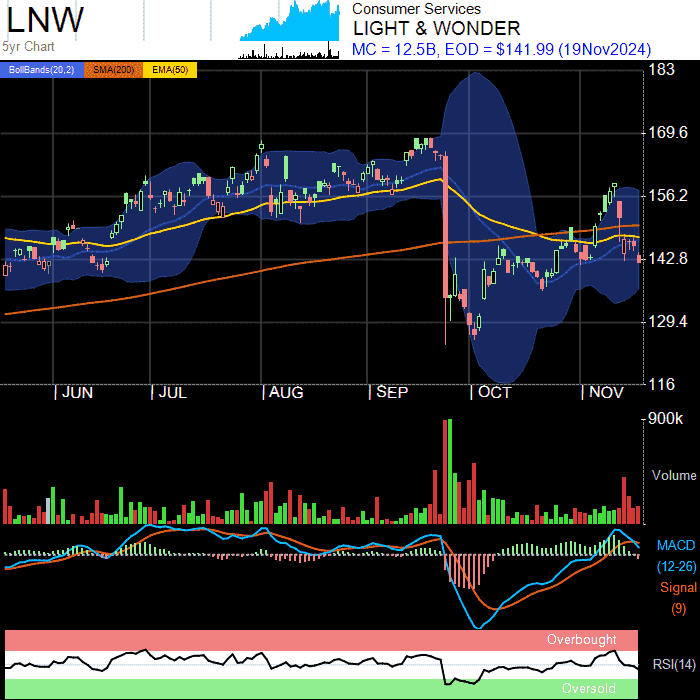 LNW
5yr Chart
Consumer Services
LIGHT & WONDER
MC = 12.5B, EOD = $141.99 (19Nov2024)
BollBands(20,2) SMA(200) EMA(50)
183
169.6
156.2
142.8
129.4
116
JUN JUL AUG SEP OCT NOV
900k
Volume
MACD
(12-26)
Signal
(9)
Overbought
RSI(14)
Oversold